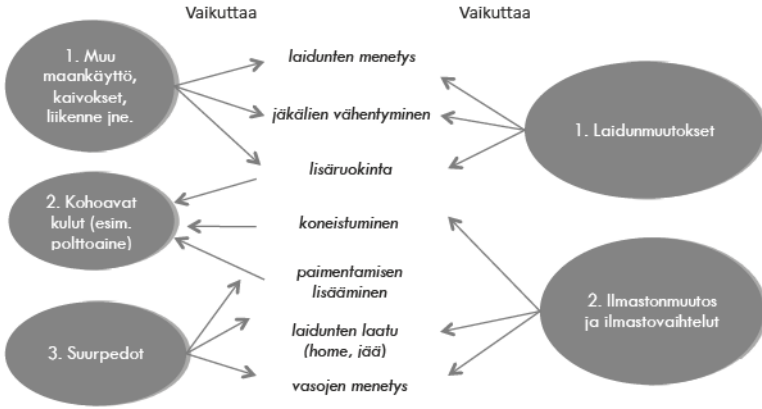 Vaikuttaa
Vaikuttaa
1. Muu
maankäyttö,
kaivokset,
liikenne jne.
2. Kohoavat
kulut (esim.
polttoaine)
3. Suurpedot
laidunten menetys
jäkälien vähentyminen
lisäruokinta
koneistuminen
paimentamisen
lisääminen
laidunten laatu
(home, jää)
vasojen menetys
1. Laidunmuutokset
2. Ilmastonmuutos
ja ilmastovaihtelut